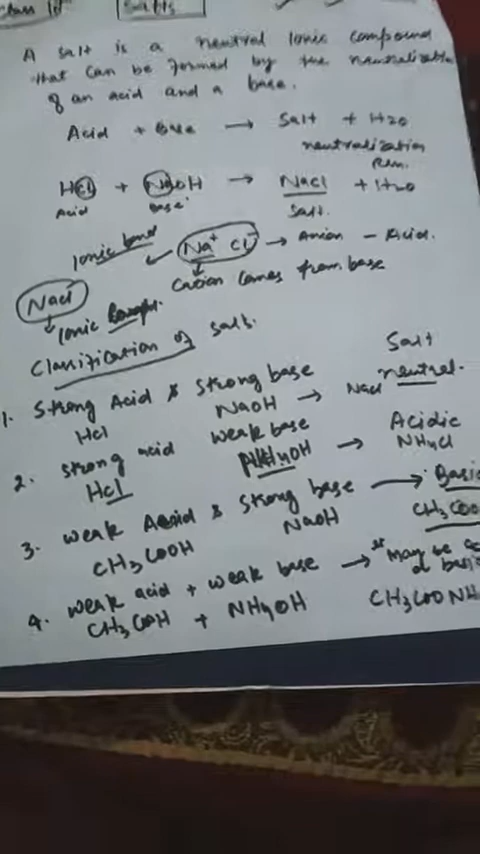 Class 10 Salts
A salt is a neutral Ionic compound
that can be formed by the neutralization
of an acid and a base.
Acid + Base → Salt + H2O
neutralization
Rxn.
HCl + NaOH → NaCl + H2O
Acid base Salt.
Ionic bond Na+ Cl- → Anion - Acid.
Cation comes from base
NaCl
Ionic
Classification of Salts.
Salt
1. Strong Acid & Strong base neutral.
HCl NaOH → NaCl
2. Strong acid weak base Acidic
HCl NH4OH → NH4Cl
3. weak Acid & Strong base → Basic
CH3COOH NaOH CH3COO
4. weak acid + weak base → May be
CH3COOH + NH4OH CH3COONH